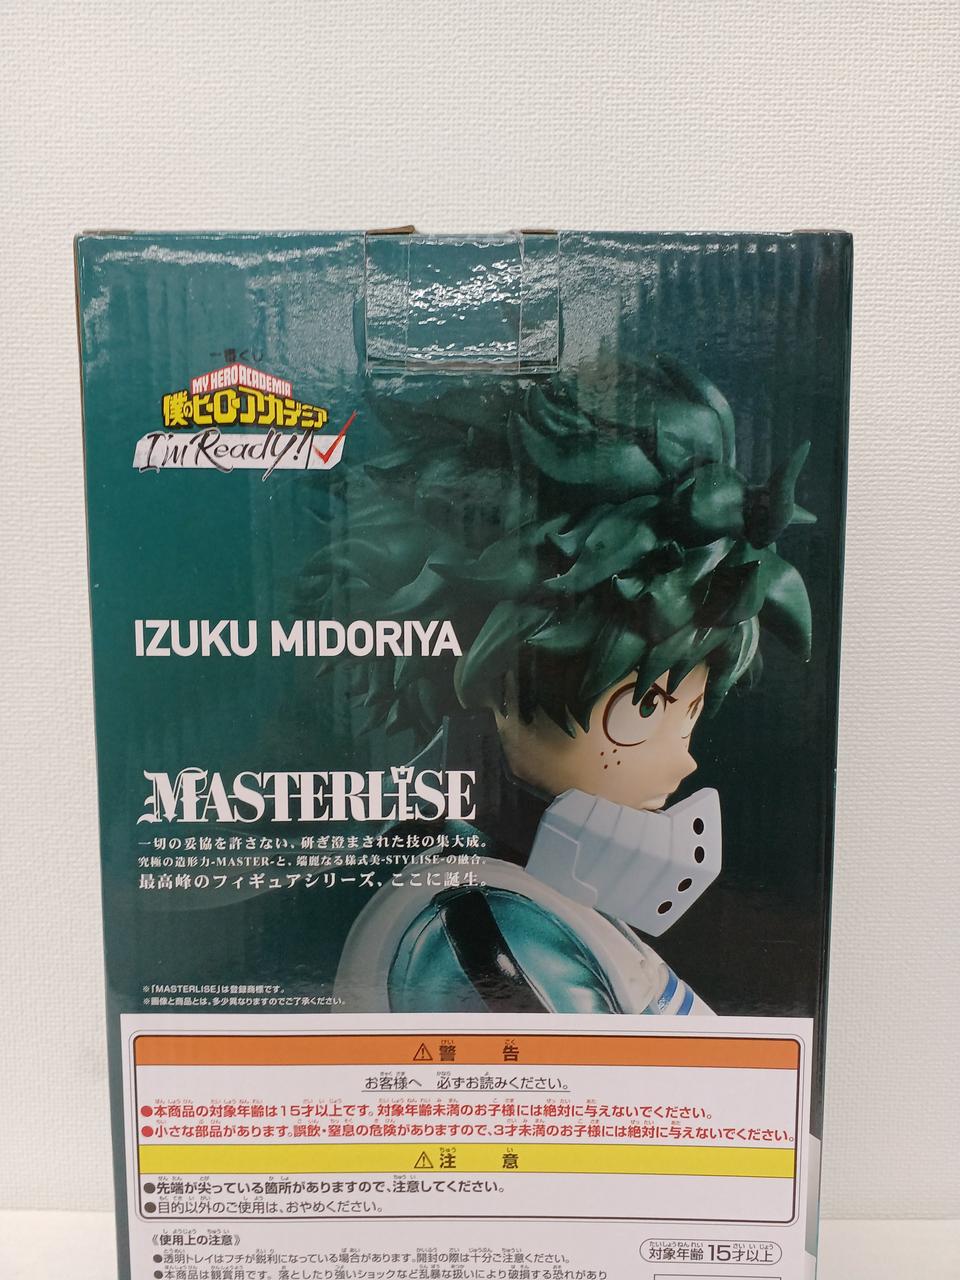 一番くじ
MY HERO ACADEMIA
僕のヒーローアカデミア
I'm Ready!
IZUKU MIDORIYA
MASTERLISE
一切の妥協を許さない、研ぎ澄まされた技の集大成。
究極の造形力-MASTER-と、端麗なる様式美-STYLISE-の融合。
最高峰のフィギュアシリーズ、ここに誕生。
※「MASTERLISE」は登録商標です。
※画像と商品とは、多少異なりますのでご了承ください。
⚠警告
お客様へ 必ずお読みください。
●本商品の対象年齢は15才以上です。対象年齢未満のお子様には絶対に与えないでください。
●小さな部品があります。誤飲・窒息の危険がありますので、3才未満のお子様には絶対に与えないでください。
⚠注意
●先端が尖っている箇所がありますので、注意してください。
●目的以外のご使用は、おやめください。
《使用上の注意》
●透明トレイはフチが鋭利になっている場合があります。開封の際は十分ご注意ください。
●本商品は観賞用です。落としたり強いショックなど乱暴な扱いにより破損する恐れがあり
対象年齢15才以上